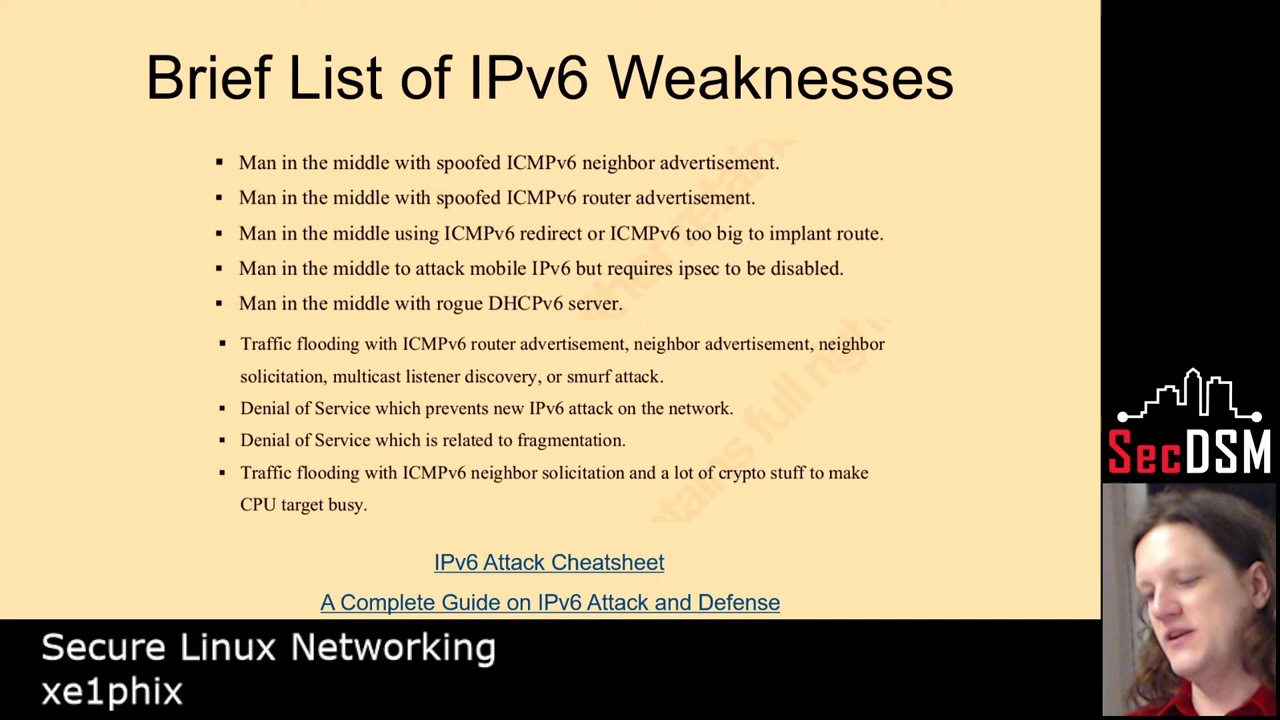 Brief List of IPv6 Weaknesses
▪ Man in the middle with spoofed ICMPv6 neighbor advertisement.
▪ Man in the middle with spoofed ICMPv6 router advertisement.
▪ Man in the middle using ICMPv6 redirect or ICMPv6 too big to implant route.
▪ Man in the middle to attack mobile IPv6 but requires ipsec to be disabled.
▪ Man in the middle with rogue DHCPv6 server.
▪ Traffic flooding with ICMPv6 router advertisement, neighbor advertisement, neighbor
solicitation, multicast listener discovery, or smurf attack.
▪ Denial of Service which prevents new IPv6 attack on the network.
▪ Denial of Service which is related to fragmentation.
▪ Traffic flooding with ICMPv6 neighbor solicitation and a lot of crypto stuff to make
CPU target busy.
IPv6 Attack Cheatsheet
A Complete Guide on IPv6 Attack and Defense
SecDSM
Secure Linux Networking
xe1phix